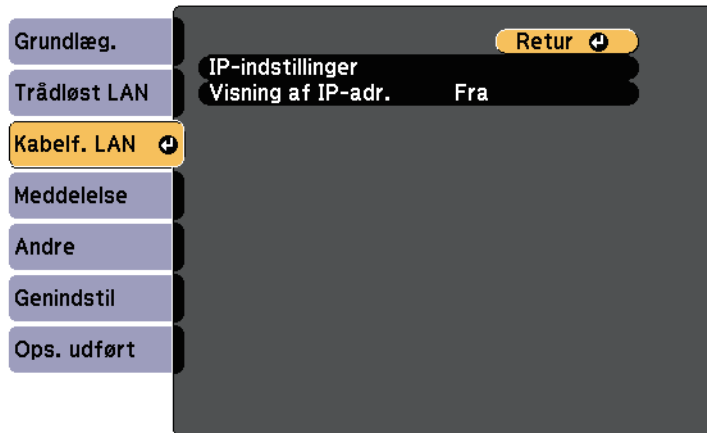 Grundlæg.
Trådløst LAN
Kabelf. LAN
Meddelelse
Andre
Genindstil
Ops. udført
Retur
IP-indstillinger
Visning af IP-adr. Fra